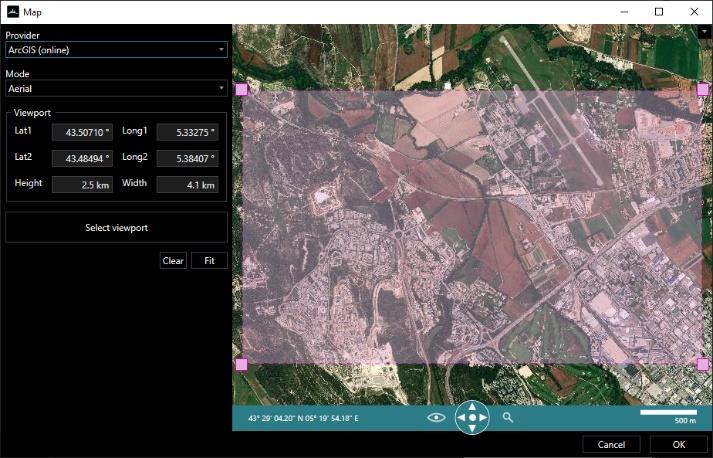 Map
Provider
ArcGIS (online)
Mode
Aerial
Viewport
Lat1 43.50710 ° Long1 5.33275 °
Lat2 43.48494 ° Long2 5.38407 °
Height 2.5 km Width 4.1 km
Select viewport
Clear Fit
43° 29' 04.20" N 05° 19' 54.18" E
500 m
Cancel OK